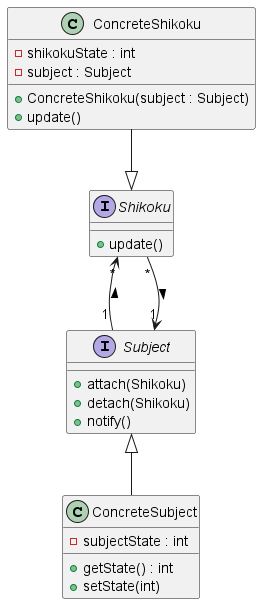 C ConcreteShikoku
shikokuState : int
subject : Subject
ConcreteShikoku(subject : Subject)
update()
I Shikoku
update()
* *
1 1
I Subject
attach(Shikoku)
detach(Shikoku)
notify()
C ConcreteSubject
subjectState : int
getState() : int
setState(int)